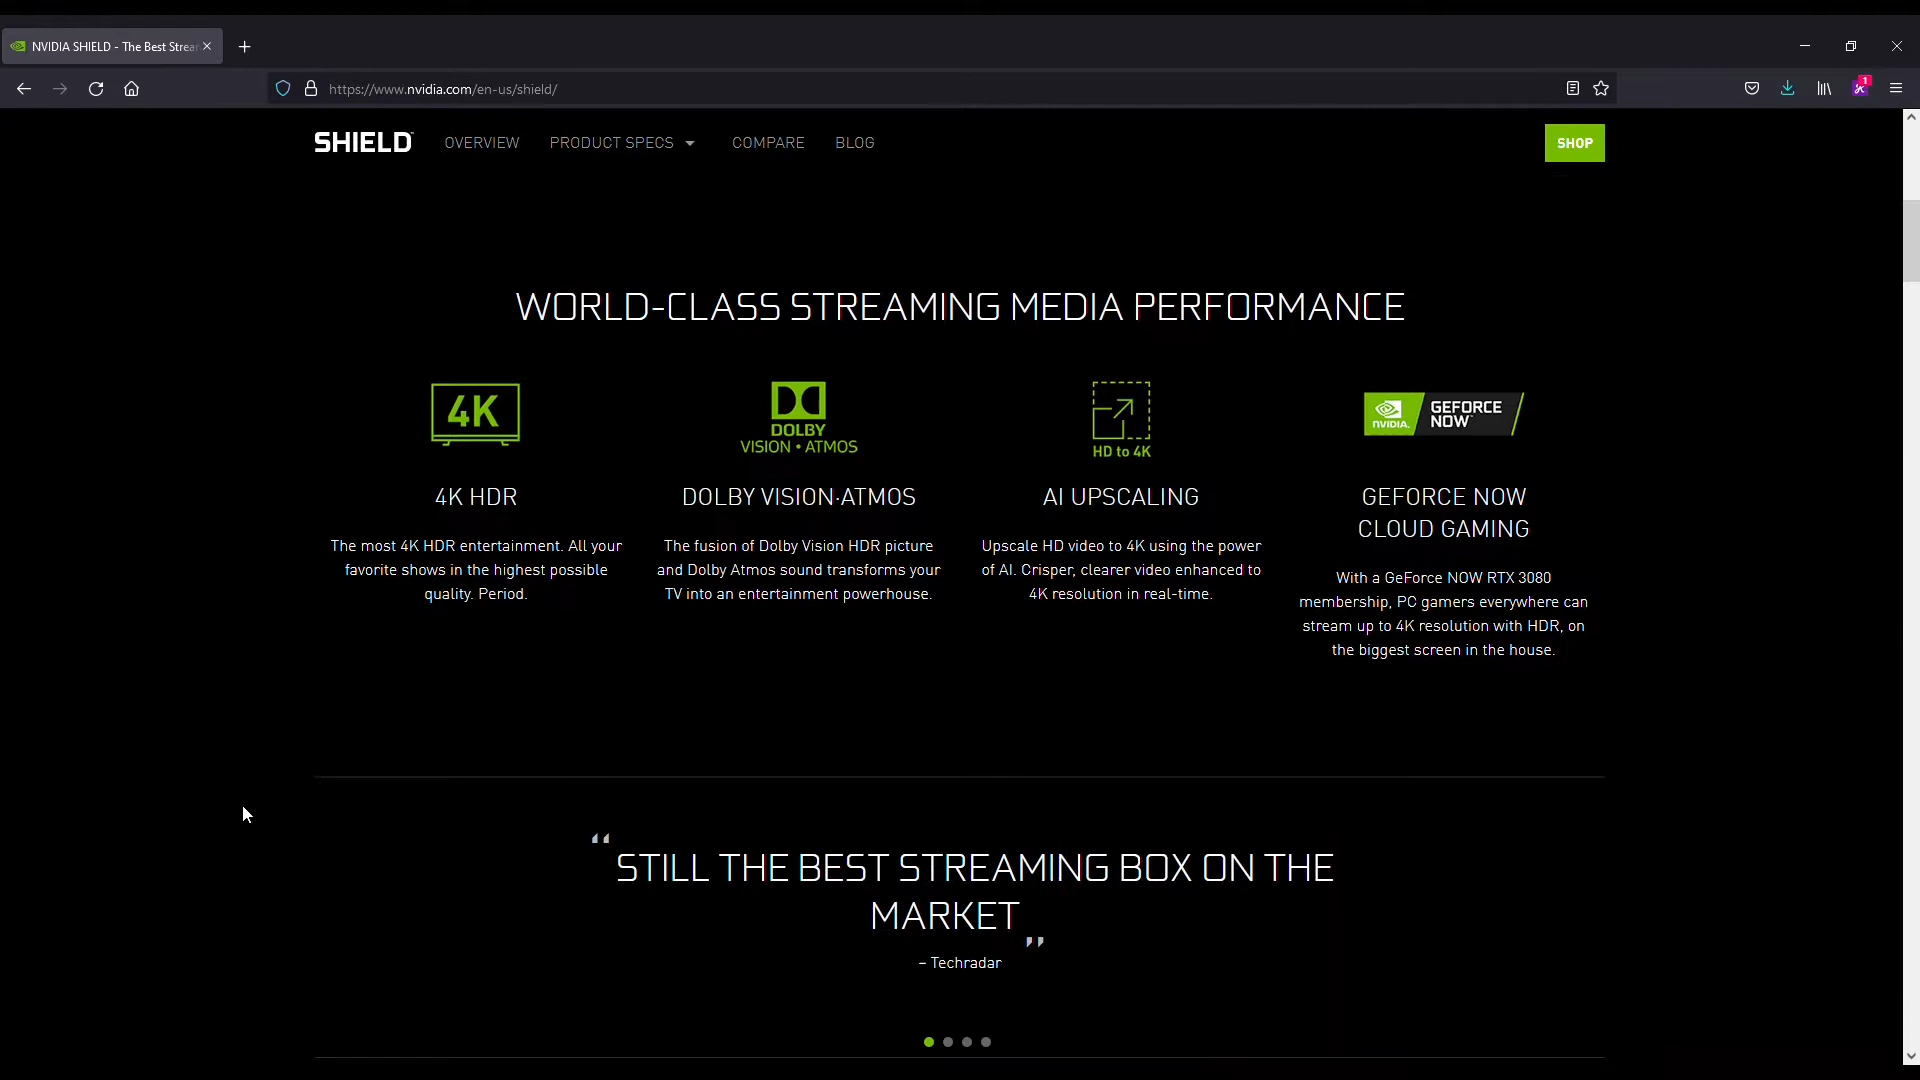 NVIDIA SHIELD - The Best Strea
https://www.nvidia.com/en-us/shield/
1
SHIELD OVERVIEW PRODUCT SPECS COMPARE BLOG SHOP
WORLD-CLASS STREAMING MEDIA PERFORMANCE
4K
DOLBY
VISION • ATMOS
HD to 4K
NVIDIA. GEFORCE
NOW™
4K HDR
The most 4K HDR entertainment. All your
favorite shows in the highest possible
quality. Period.
DOLBY VISION·ATMOS
The fusion of Dolby Vision HDR picture
and Dolby Atmos sound transforms your
TV into an entertainment powerhouse.
AI UPSCALING
Upscale HD video to 4K using the power
of AI. Crisper, clearer video enhanced to
4K resolution in real-time.
GEFORCE NOW
CLOUD GAMING
With a GeForce NOW RTX 3080
membership, PC gamers everywhere can
stream up to 4K resolution with HDR, on
the biggest screen in the house.
“ STILL THE BEST STREAMING BOX ON THE
MARKET ”
– Techradar